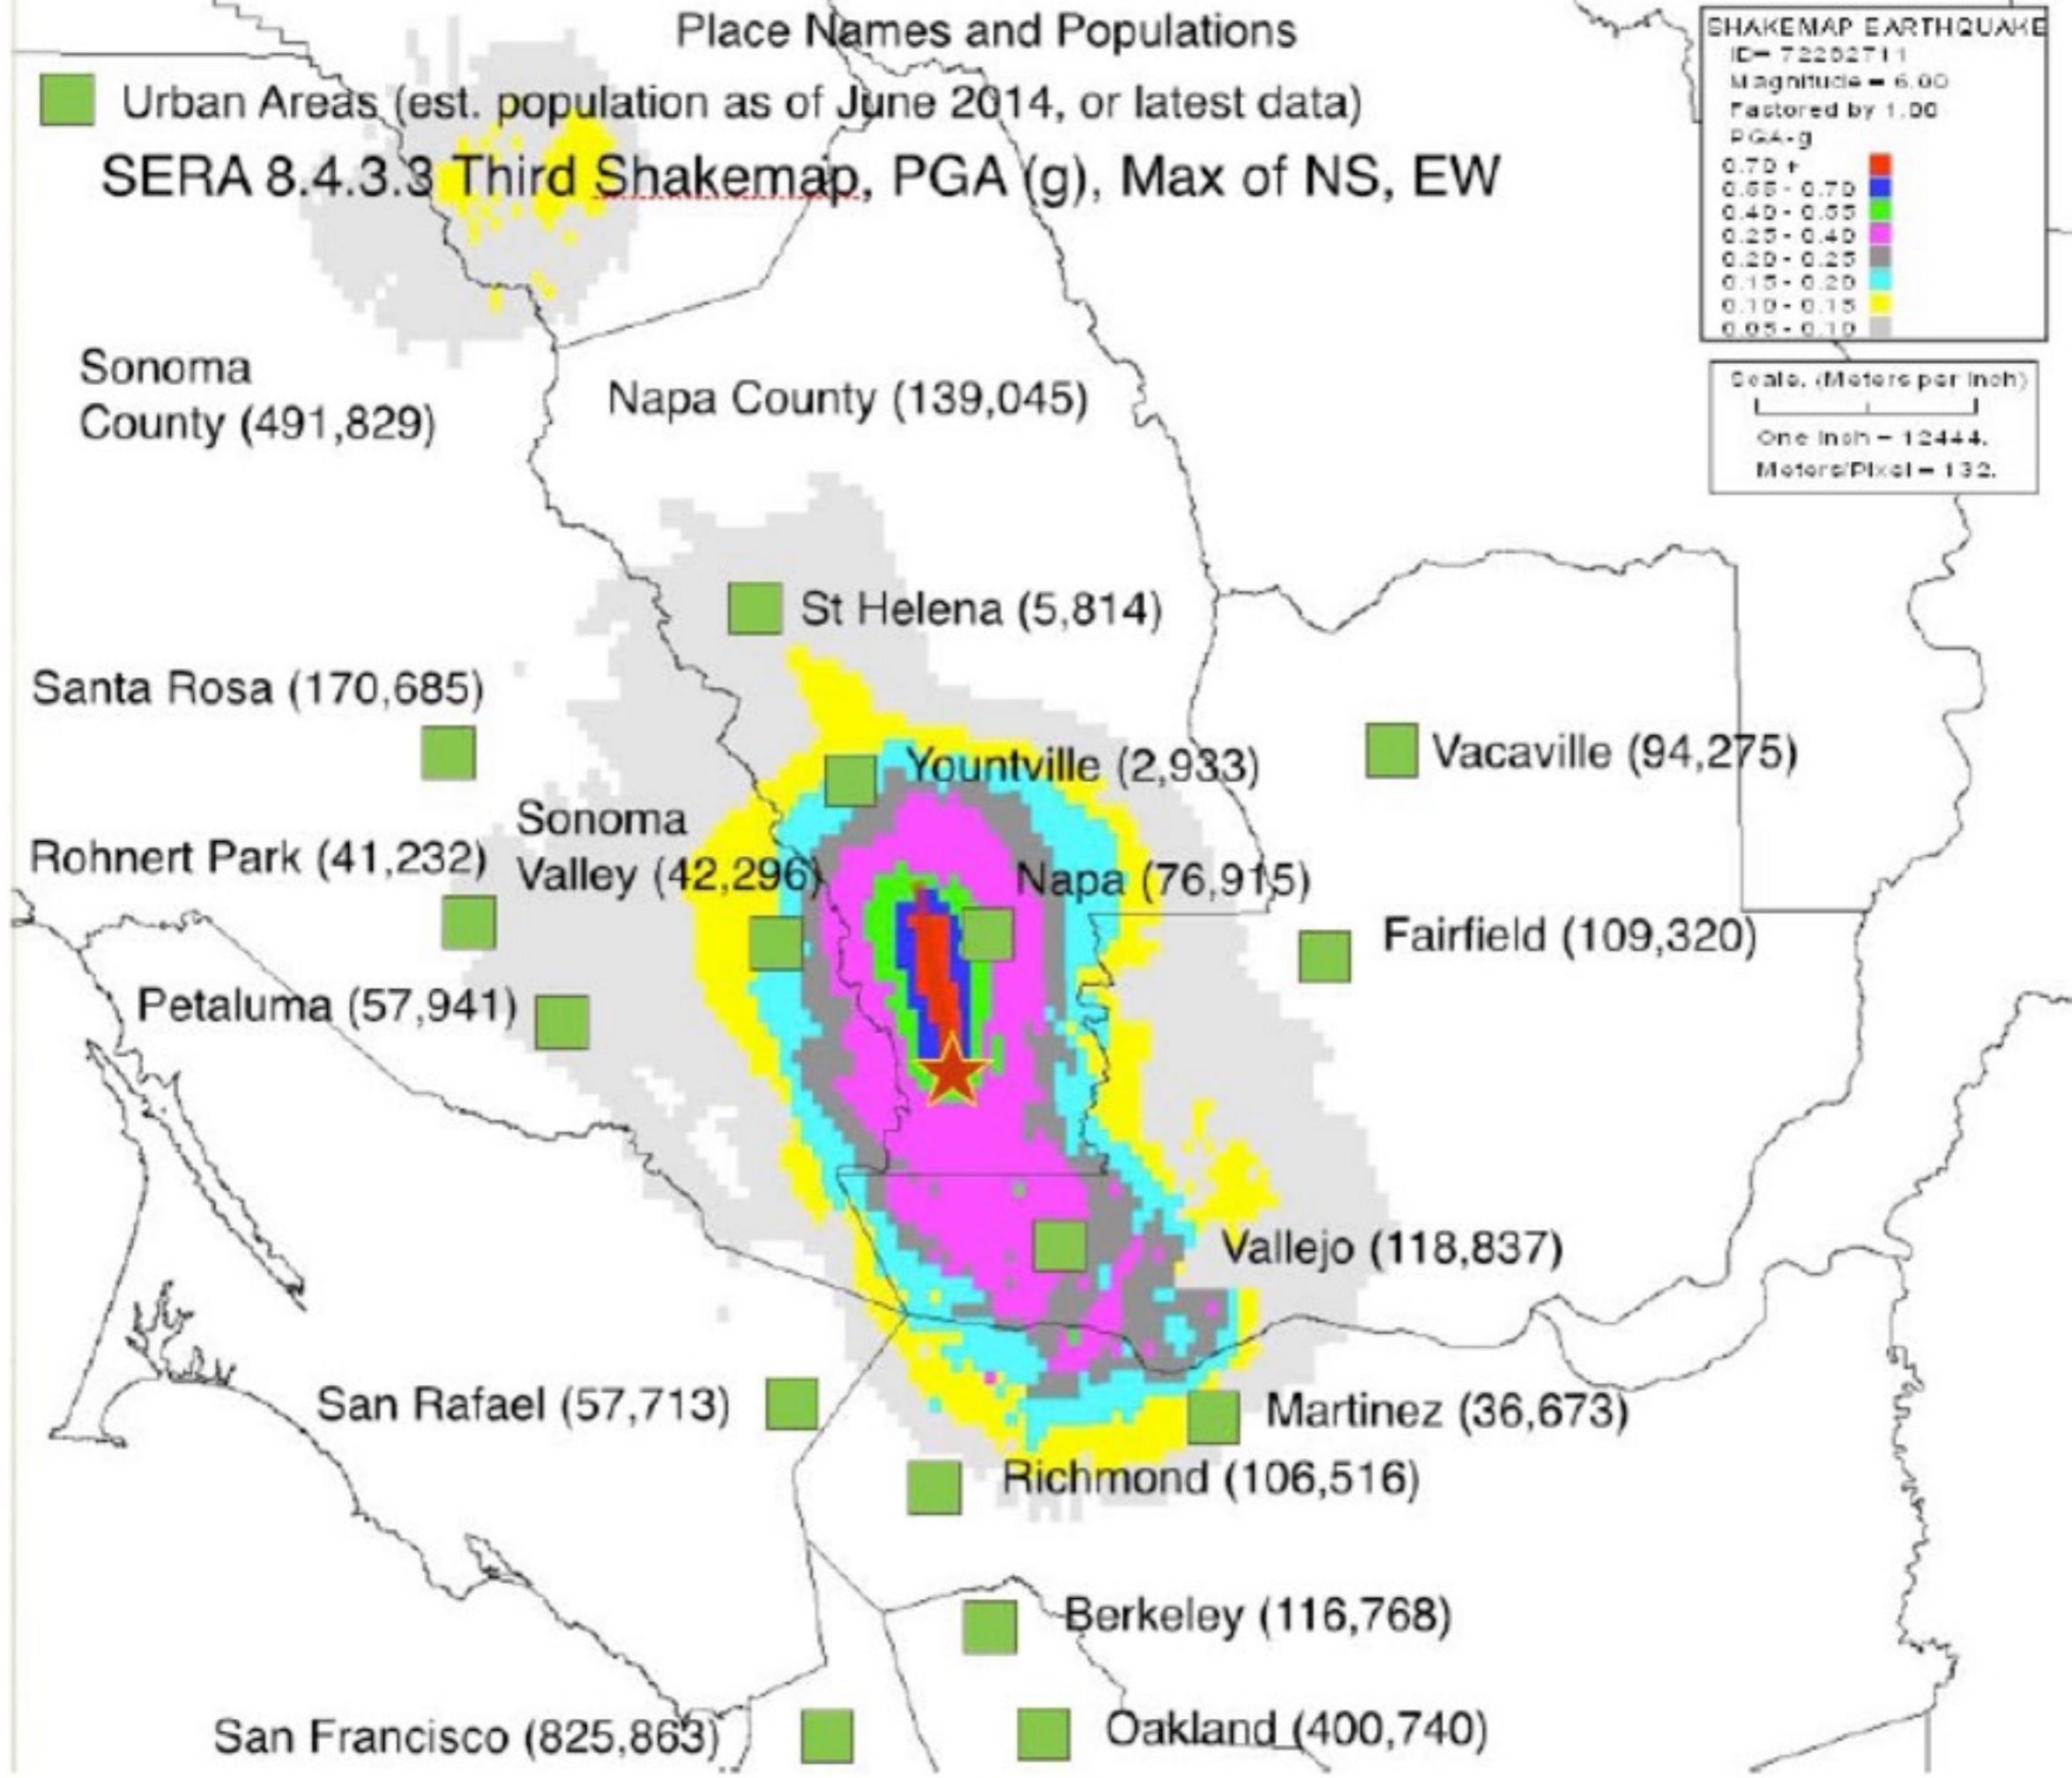 Place Names and Populations
Urban Areas (est. population as of June 2014, or latest data)
SERA 8.4.3.3 Third Shakemap, PGA (g), Max of NS, EW
SHAKEMAP EARTHQUAKE
ID= 72282711
Magnitude = 6.00
Factored by 1.00
PGA-g
0.70 +
0.55 - 0.70
0.40 - 0.55
0.25 - 0.40
0.20 - 0.25
0.15 - 0.20
0.10 - 0.15
0.05 - 0.10
Scale. (Meters per Inch)
One Inch = 12444.
Meters/Pixel = 132.
Sonoma
County (491,829)
Napa County (139,045)
St Helena (5,814)
Santa Rosa (170,685)
Vacaville (94,275)
Yountville (2,933)
Sonoma
Valley (42,296)
Rohnert Park (41,232)
Napa (76,915)
Fairfield (109,320)
Petaluma (57,941)
Vallejo (118,837)
San Rafael (57,713)
Martinez (36,673)
Richmond (106,516)
Berkeley (116,768)
San Francisco (825,863)
Oakland (400,740)